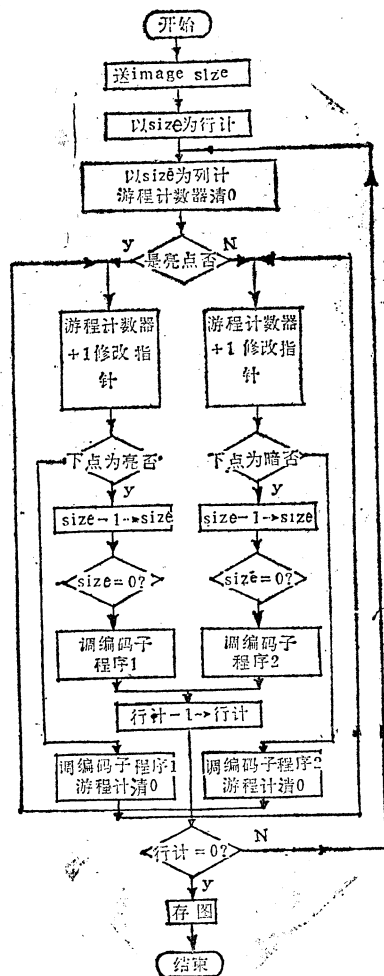 开始
送image size
以size为行计
以size为列计
游程计数器清0
y
N
是亮点否
游程计数器
+1修改指
针
游程计数器
+1修改指
针
下点为亮否
下点为暗否
y
y
size-1→size
size-1→size
size=0?
size=0?
调编码子
程序1
调编码子
程序2
行计-1→行计
调编码子程序1
游程计清0
调编码子程序2
游程计清0
行计=0?
N
y
存图
结束